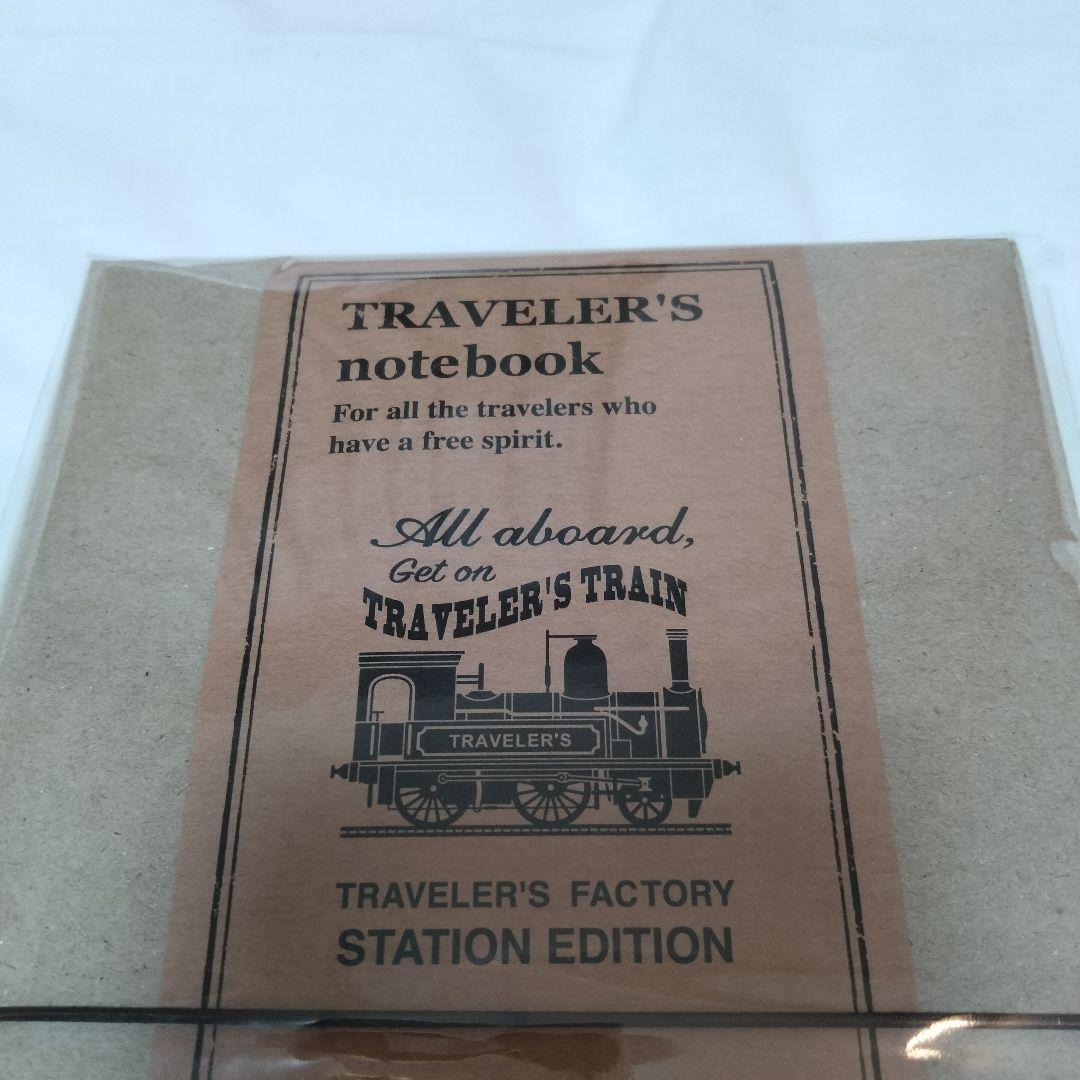 TRAVELER'S
notebook
For all the travelers who
have a free spirit.
All aboard,
Get on
TRAVELER'S TRAIN
TRAVELER'S
TRAVELER'S FACTORY
STATION EDITION